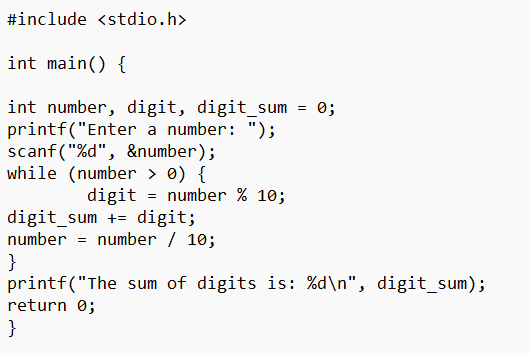 #include <stdio.h>
int main() {
int number, digit, digit_sum = 0;
printf("Enter a number: ");
scanf("%d", &number);
while (number > 0) {
        digit = number % 10;
digit_sum += digit;
number = number / 10;
}
printf("The sum of digits is: %d\n", digit_sum);
return 0;
}